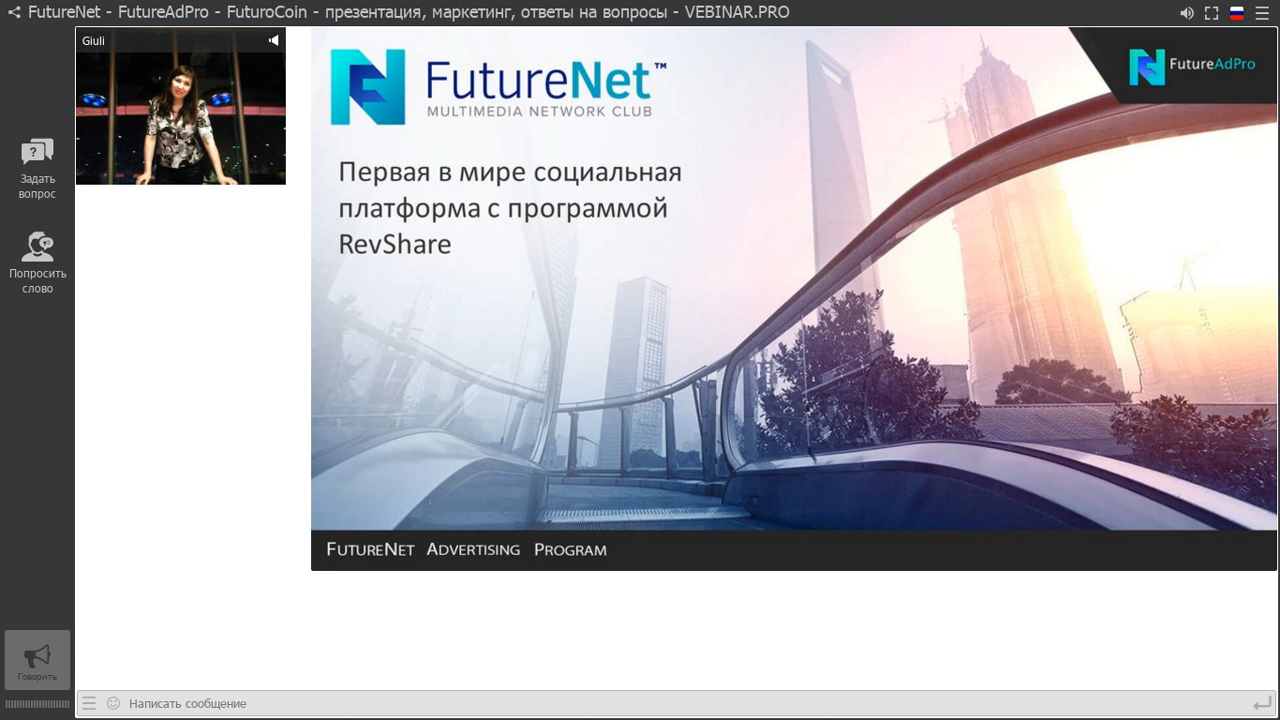 FutureNet - FutureAdPro - FuturoCoin - презентация, маркетинг, ответы на вопросы - VEBINAR.PRO
Giuli
Задать
вопрос
Попросить
слово
Говорить
FutureNet™
MULTIMEDIA NETWORK CLUB
FutureAdPro
Первая в мире социальная
платформа с программой
RevShare
FUTURENET ADVERTISING PROGRAM
Написать сообщение